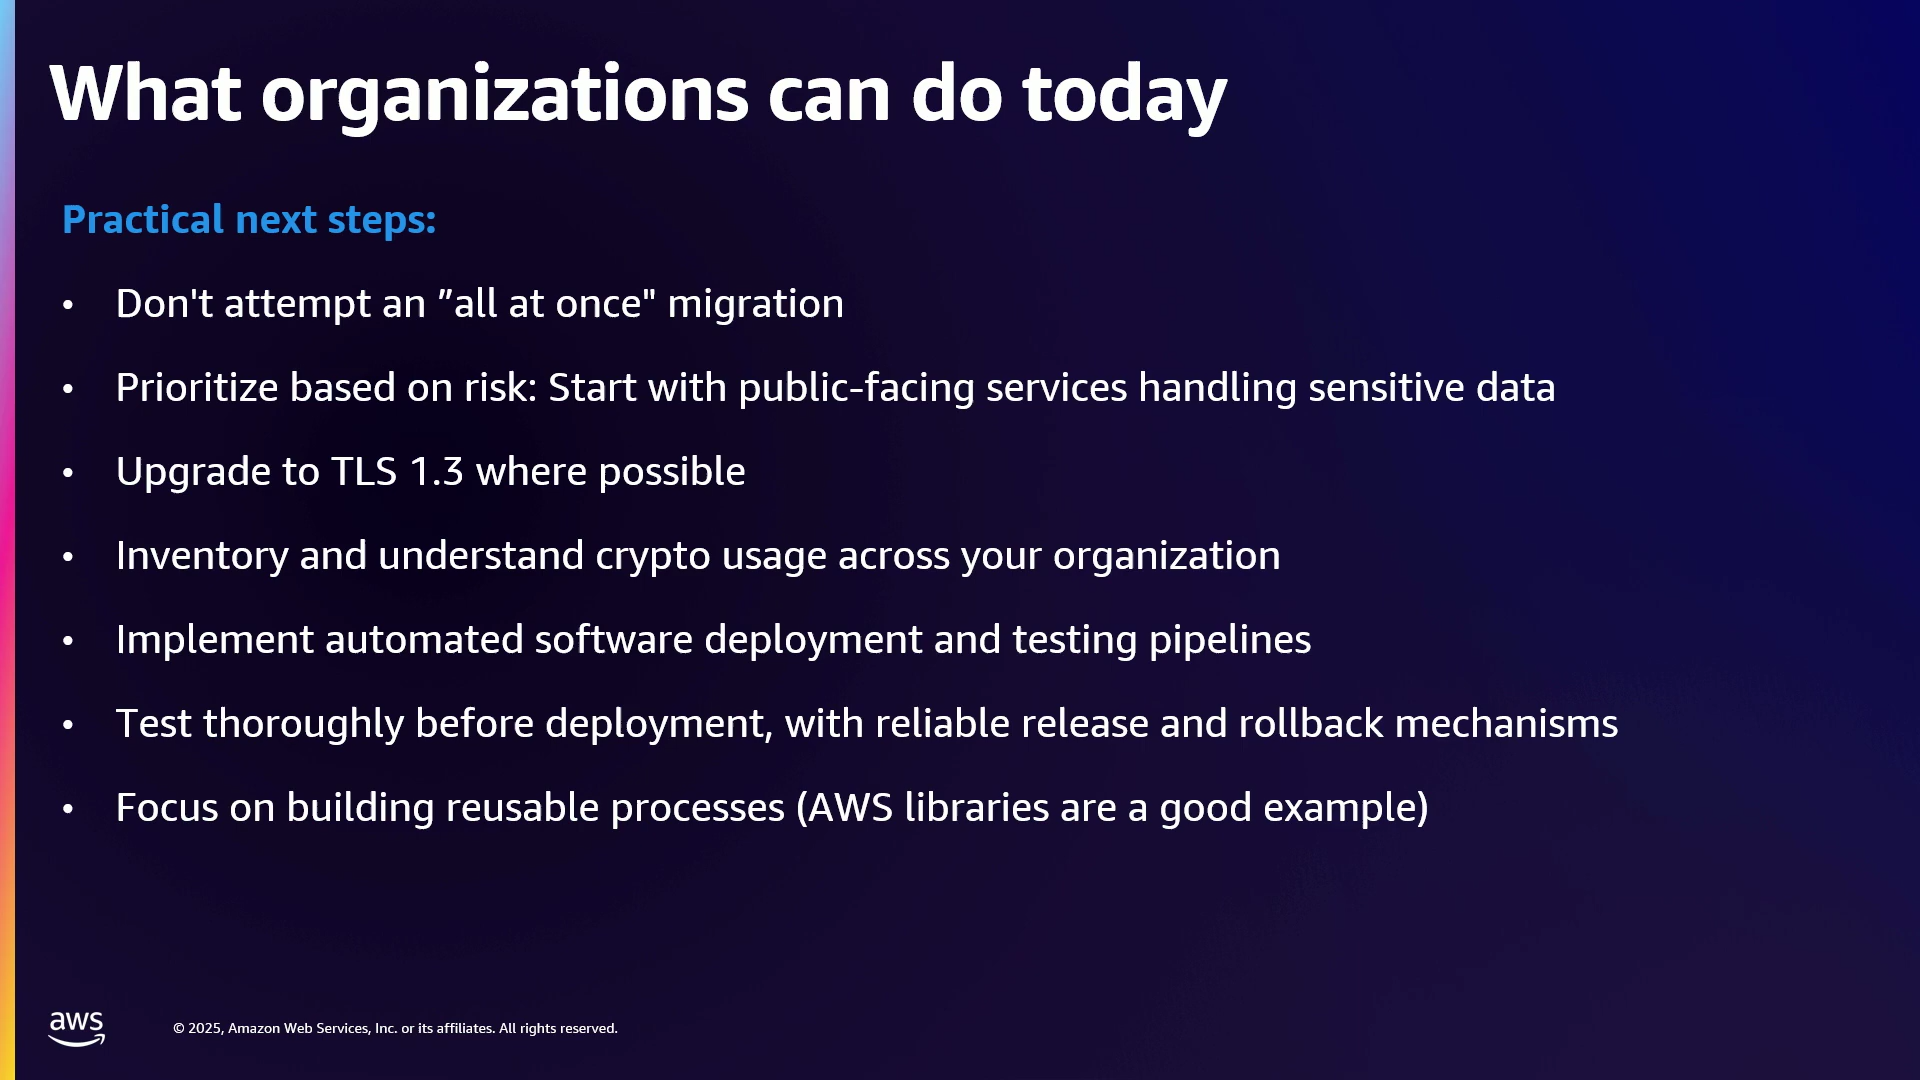 What organizations can do today
Practical next steps:
• Don't attempt an ”all at once" migration
• Prioritize based on risk: Start with public-facing services handling sensitive data
• Upgrade to TLS 1.3 where possible
• Inventory and understand crypto usage across your organization
• Implement automated software deployment and testing pipelines
• Test thoroughly before deployment, with reliable release and rollback mechanisms
• Focus on building reusable processes (AWS libraries are a good example)
aws
© 2025, Amazon Web Services, Inc. or its affiliates. All rights reserved.